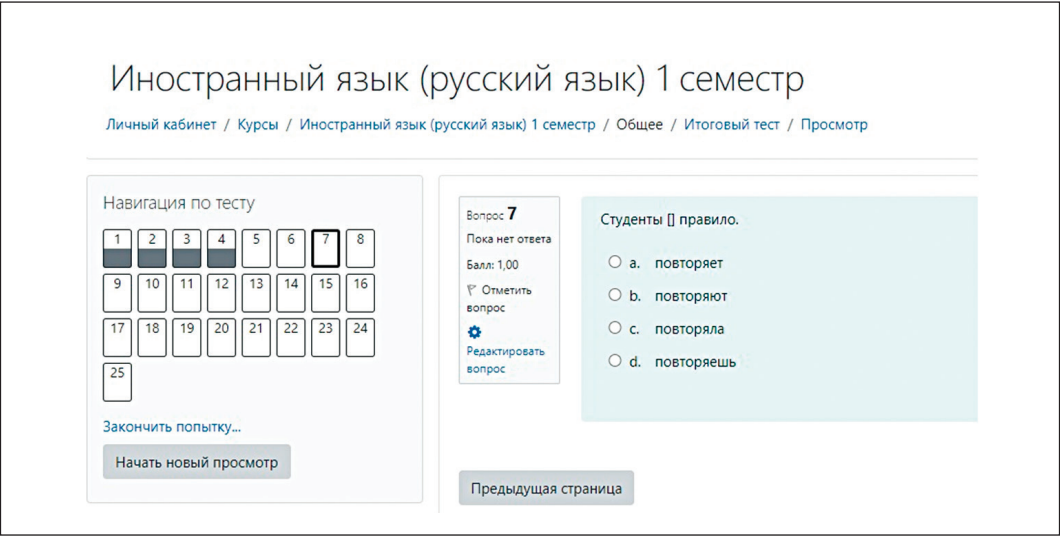 Иностранный язык (русский язык) 1 семестр
Личный кабинет / Курсы / Иностранный язык (русский язык) 1 семестр / Общее / Итоговый тест / Просмотр
Навигация по тесту
1 2 3 4 5 6 7 8
9 10 11 12 13 14 15 16
17 18 19 20 21 22 23 24
25
Закончить попытку...
Начать новый просмотр
Вопрос 7
Пока нет ответа
Балл: 1,00
Отметить
вопрос
Редактировать
вопрос
Студенты [] правило.
a. повторяет
b. повторяют
c. повторяла
d. повторяешь
Предыдущая страница